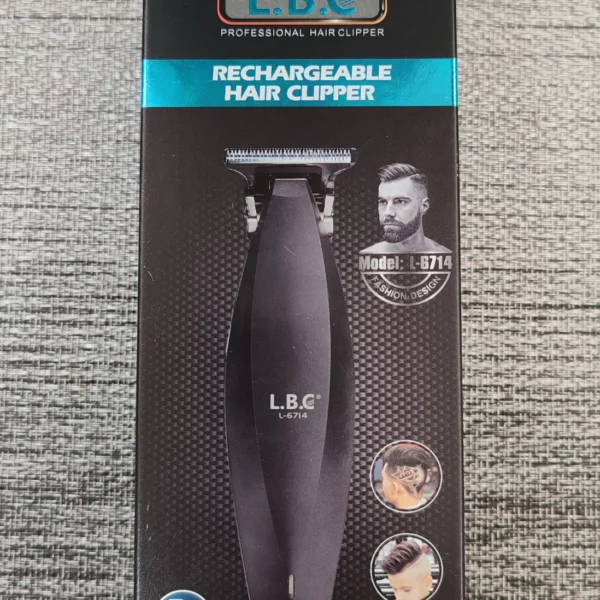 L.B.C
PROFESSIONAL HAIR CLIPPER
RECHARGEABLE
HAIR CLIPPER
Model: L-6714
FASHION DESIGN
L.B.C®
L-6714